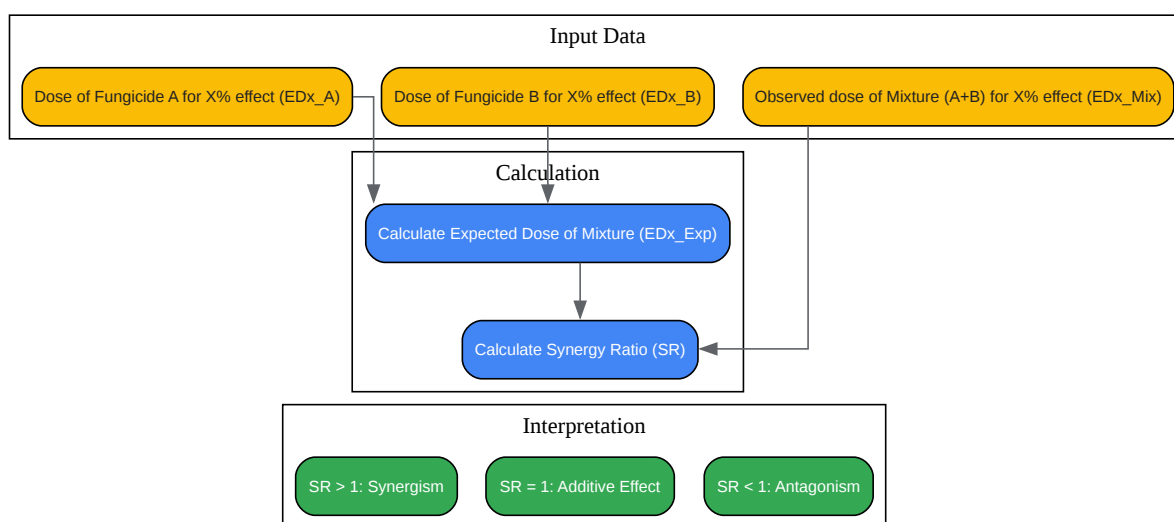 Input Data
Dose of Fungicide A for X% effect (EDx_A)
Dose of Fungicide B for X% effect (EDx_B)
Observed dose of Mixture (A+B) for X% effect (EDx_Mix)
Calculation
Calculate Expected Dose of Mixture (EDx_Exp)
Calculate Synergy Ratio (SR)
Interpretation
SR > 1: Synergism
SR = 1: Additive Effect
SR < 1: Antagonism